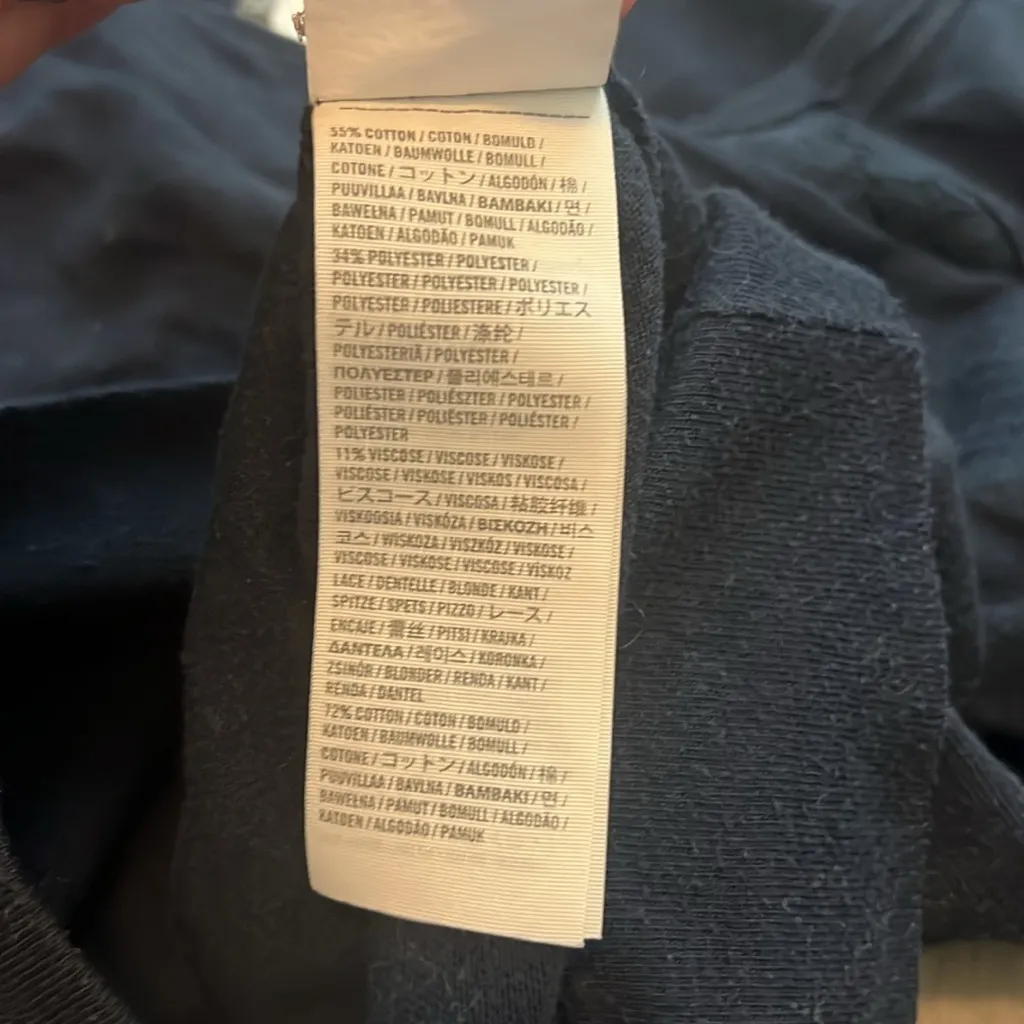 55% COTTON / COTON / BOMULD /
KATOEN / BAUMWOLLE / BOMULL /
COTONE / コットン / ALGODÓN / 棉 /
PUUVILLAA / BAVLNA / BAMBAKI / 면 /
BAWEŁNA / PAMUT / BOMULL / ALGODÃO /
KATOEN / ALGODÃO / PAMUK
34% POLYESTER / POLYESTER /
POLYESTER / POLYESTER / POLYESTER /
POLYESTER / POLIESTERE / ポリエス
テル / POLIÉSTER / 涤纶 /
POLYESTERIÄ / POLYESTER /
ΠΟΛΥΕΣΤΕΡ / 폴리에스테르 /
POLIESTER / POLIÉSZTER / POLYESTER /
POLIÉSTER / POLIÉSTER / POLIÉSTER /
POLYESTER
11% VISCOSE / VISCOSE / VISKOSE /
VISCOSE / VISKOSE / VISKOS / VISCOSA /
ビスコース / VISCOSA / 粘胶纤维 /
VISKOOSIA / VISKÓZA / ΒΙΣΚΟΖΗ / 비스
코스 / WISKOZA / VISZKÓZ / VISKOSE /
VISCOSE / VISKOSE / VISCOSE / VİSKOZ
LACE / DENTELLE / BLONDE / KANT /
SPITZE / SPETS / PIZZO / レース /
ENCAJE / 蕾丝 / PITSI / KRAJKA /
ΔΑΝΤΕΛΑ / 레이스 / KORONKA /
ZSINÓR / BLONDER / RENDA / KANT /
RENDA / DANTEL
72% COTTON / COTON / BOMULD /
KATOEN / BAUMWOLLE / BOMULL /
COTONE / コットン / ALGODÓN / 棉 /
PUUVILLAA / BAVLNA / BAMBAKI / 면 /
BAWEŁNA / PAMUT / BOMULL / ALGODÃO /
KATOEN / ALGODÃO / PAMUK